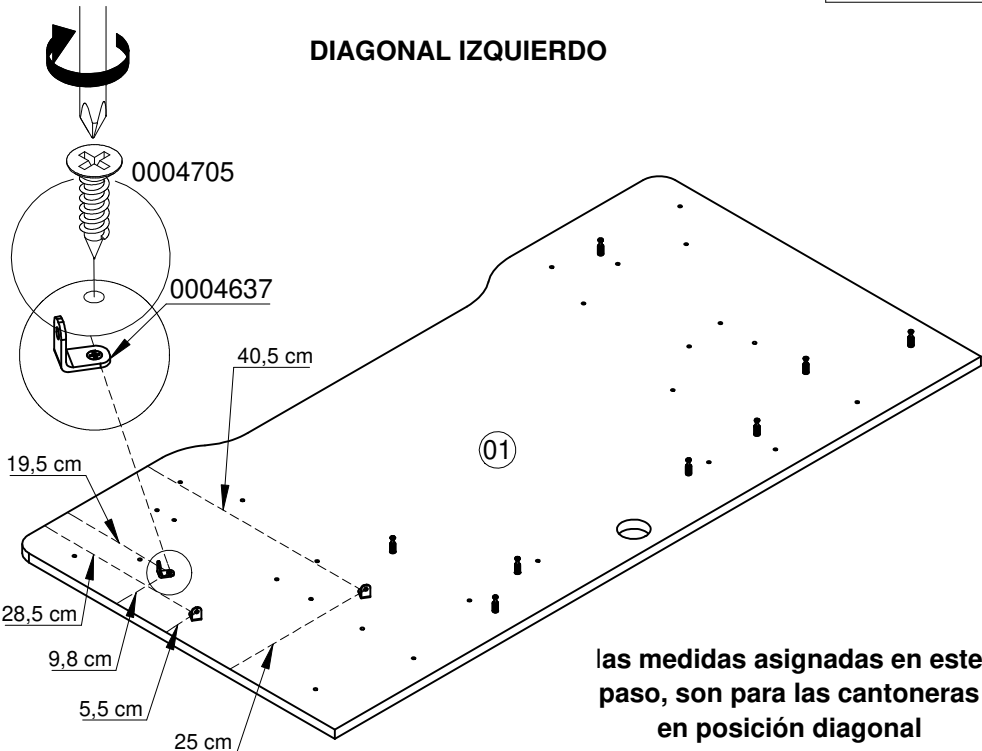 DIAGONAL IZQUIERDO
0004705
0004637
40,5 cm
01
19,5 cm
28,5 cm
9,8 cm
5,5 cm
25 cm
las medidas asignadas en este
paso, son para las cantoneras
en posición diagonal